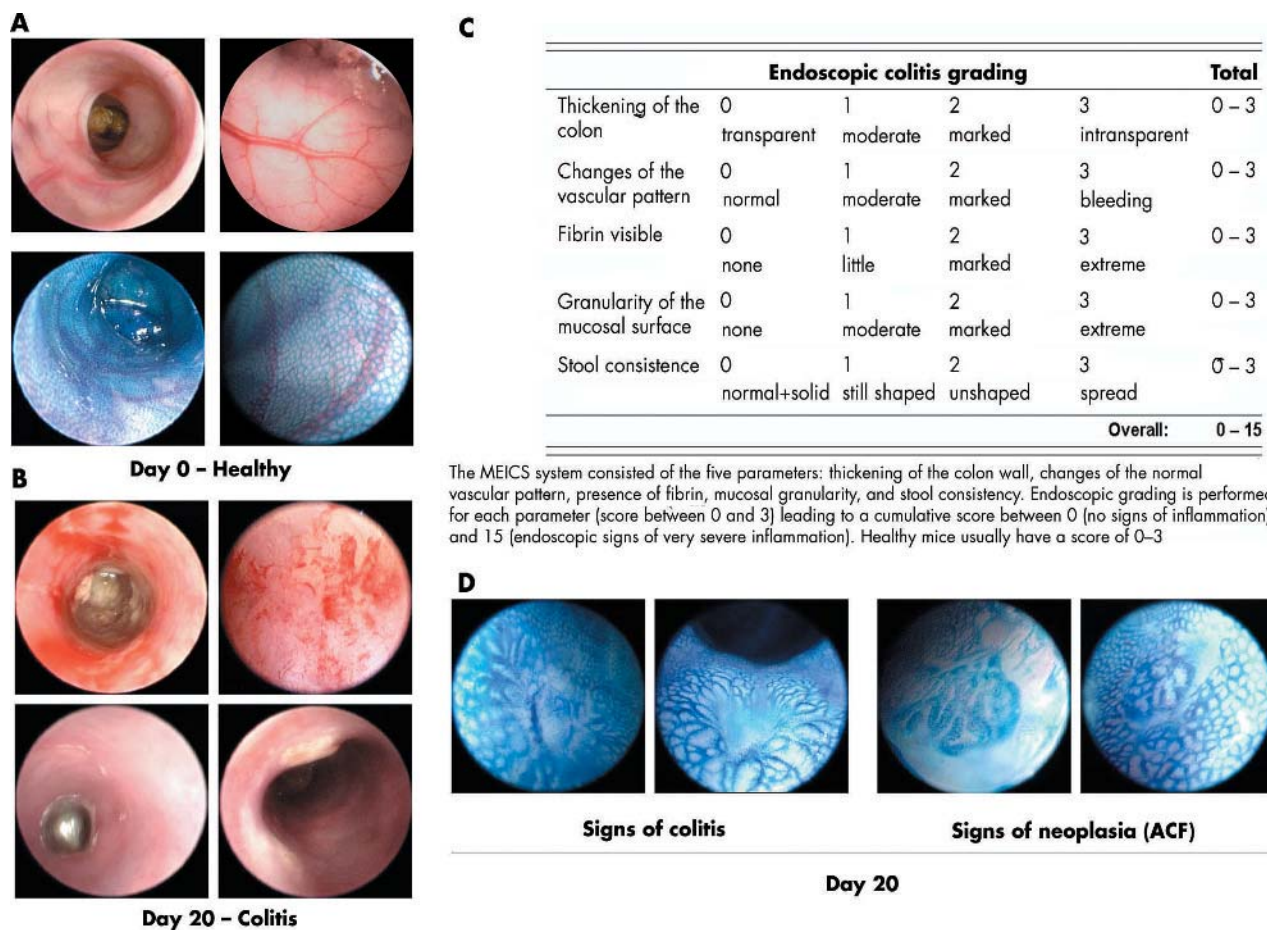 A
Day 0 – Healthy
B
Day 20 – Colitis
C
Endoscopic colitis grading Total
Thickening of the 0 1 2 3 0 – 3
colon transparent moderate marked intransparent
Changes of the 0 1 2 3 0 – 3
vascular pattern normal moderate marked bleeding
Fibrin visible 0 1 2 3 0 – 3
none little marked extreme
Granularity of the 0 1 2 3 0 – 3
mucosal surface none moderate marked extreme
Stool consistence 0 1 2 3 0 – 3
normal+solid still shaped unshaped spread
Overall: 0 – 15
The MEICS system consisted of the five parameters: thickening of the colon wall, changes of the normal
vascular pattern, presence of fibrin, mucosal granularity, and stool consistency. Endoscopic grading is performed
for each parameter (score between 0 and 3) leading to a cumulative score between 0 (no signs of inflammation)
and 15 (endoscopic signs of very severe inflammation). Healthy mice usually have a score of 0–3
D
Signs of colitis Signs of neoplasia (ACF)
Day 20